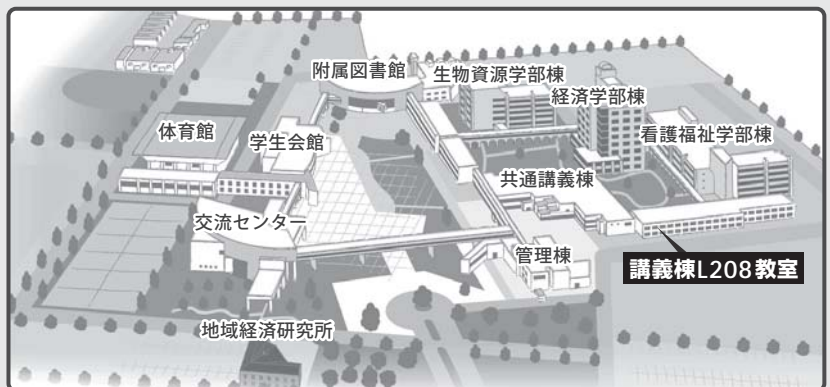 附属図書館
生物資源学部棟
経済学部棟
体育館
学生会館
看護福祉学部棟
共通講義棟
交流センター
管理棟
講義棟L208教室
地域経済研究所